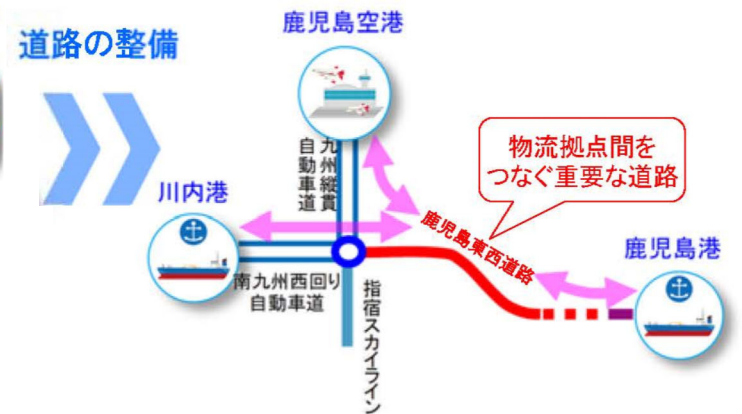 道路の整備
鹿児島空港
九州縦貫
自動車道
物流拠点間を
つなぐ重要な道路
川内港
鹿児島東西道路
鹿児島港
南九州西回り
自動車道
指宿スカイライン